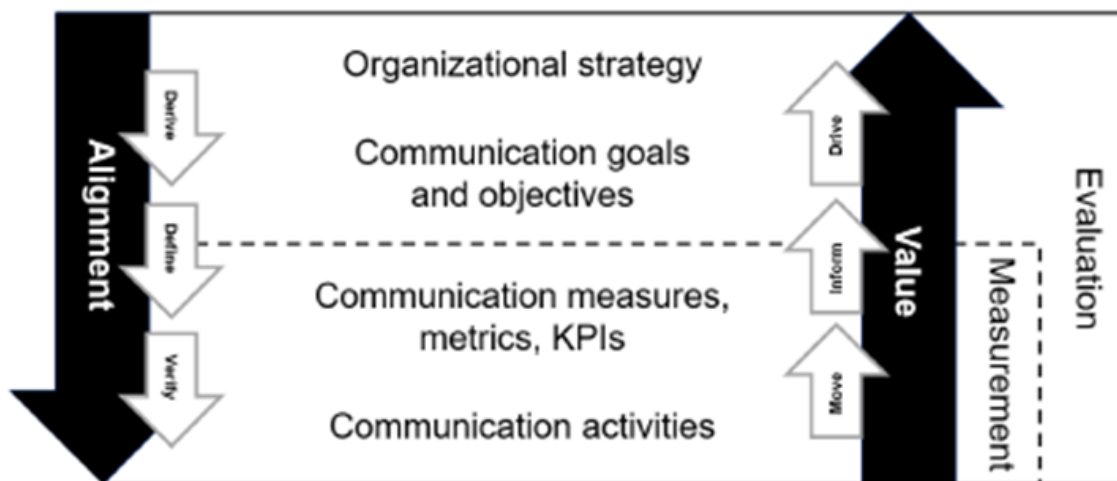 Organizational strategy
Derive
Drive
Communication goals
and objectives
Alignment
Define
Inform
Value
Evaluation
Measurement
Communication measures,
metrics, KPIs
Verify
Move
Communication activities